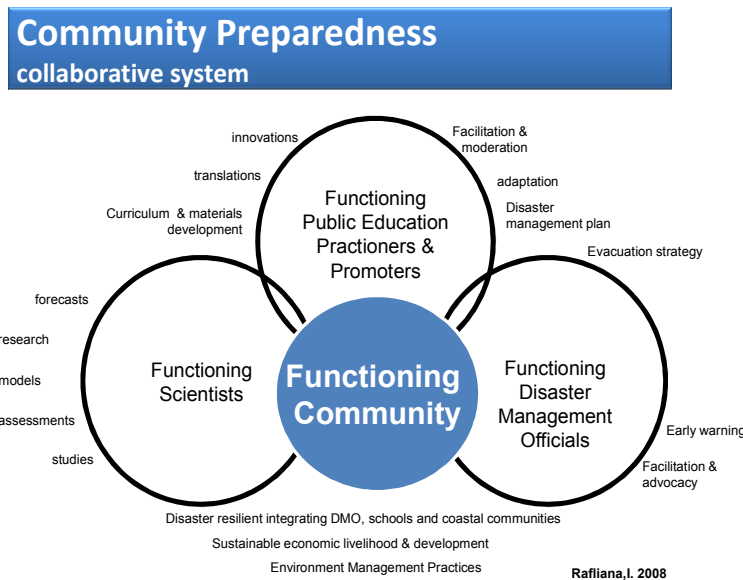 Community Preparedness
collaborative system
innovations
translations
Curriculum & materials
development
Facilitation &
moderation
adaptation
Disaster
management plan
Evacuation strategy
Functioning
Public Education
Practioners &
Promoters
forecasts
research
models
assessments
studies
Functioning
Scientists
Functioning
Community
Functioning
Disaster
Management
Officials
Early warning
Facilitation &
advocacy
Disaster resilient integrating DMO, schools and coastal communities
Sustainable economic livelihood & development
Environment Management Practices
Rafliana,I. 2008